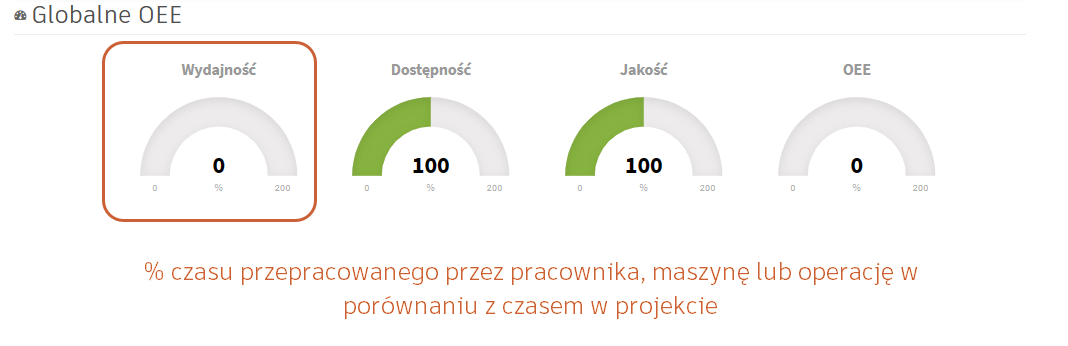 Globalne OEE
Wydajność Dostępność Jakość OEE
0 100 100 0
0 % 200 0 % 200 0 % 200 0 % 200
% czasu przepracowanego przez pracownika, maszynę lub operację w
porównaniu z czasem w projekcie